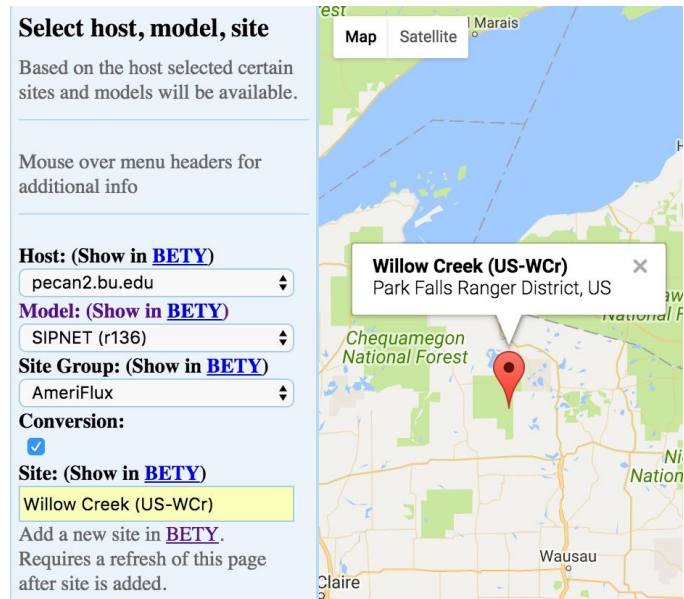 Select host, model, site
Based on the host selected certain
sites and models will be available.
Mouse over menu headers for
additional info
Host: (Show in BETY)
pecan2.bu.edu
Model: (Show in BETY)
SIPNET (r136)
Site Group: (Show in BETY)
AmeriFlux
Conversion:
Site: (Show in BETY)
Willow Creek (US-WCr)
Add a new site in BETY.
Requires a refresh of this page
after site is added.
Map Satellite
Marais
Willow Creek (US-WCr)
Park Falls Ranger District, US
Chequamegon
National Forest
National F
Nation
Wausau
Claire